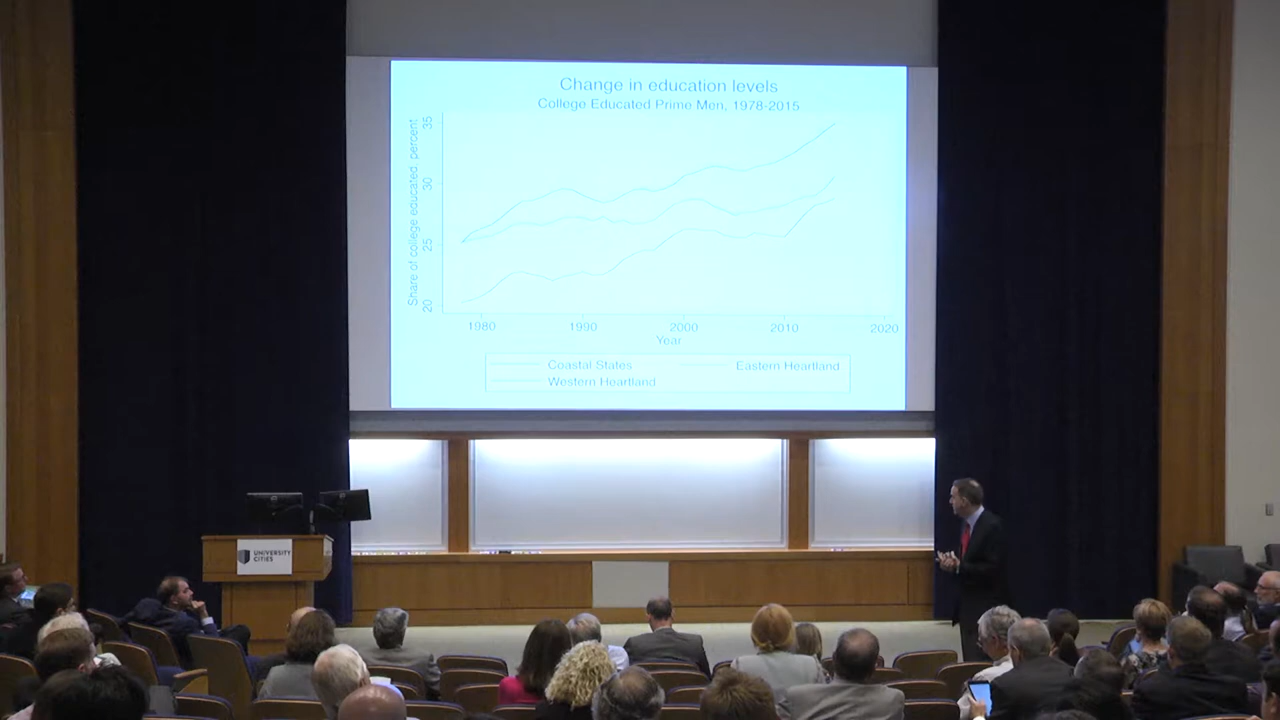 Change in education levels
College Educated Prime Men, 1978-2015
Share of college educated, percent
35
30
25
20
1980 1990 2000 2010 2020
Year
Coastal States Eastern Heartland
Western Heartland
UNIVERSITY
CITIES